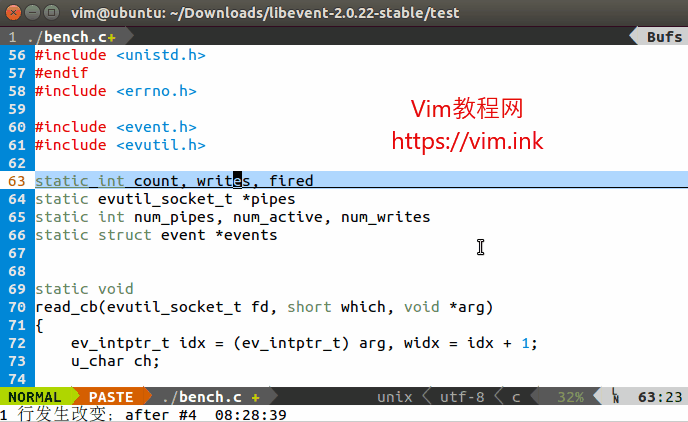 vim@ubuntu: ~/Downloads/libevent-2.0.22-stable/test
1 ./bench.c+ Bufs
56 #include <unistd.h>
57 #endif
58 #include <errno.h>
59
60 #include <event.h>
61 #include <evutil.h>
62
63 static int count, writes, fired
64 static evutil_socket_t *pipes
65 static int num_pipes, num_active, num_writes
66 static struct event *events
67
68
69 static void
70 read_cb(evutil_socket_t fd, short which, void *arg)
71 {
72     ev_intptr_t idx = (ev_intptr_t) arg, widx = idx + 1;
73     u_char ch;
74
Vim教程网
https://vim.ink
NORMAL PASTE ./bench.c + unix utf-8 c 32% LN 63:23
1 行发生改变; after #4  08:28:39